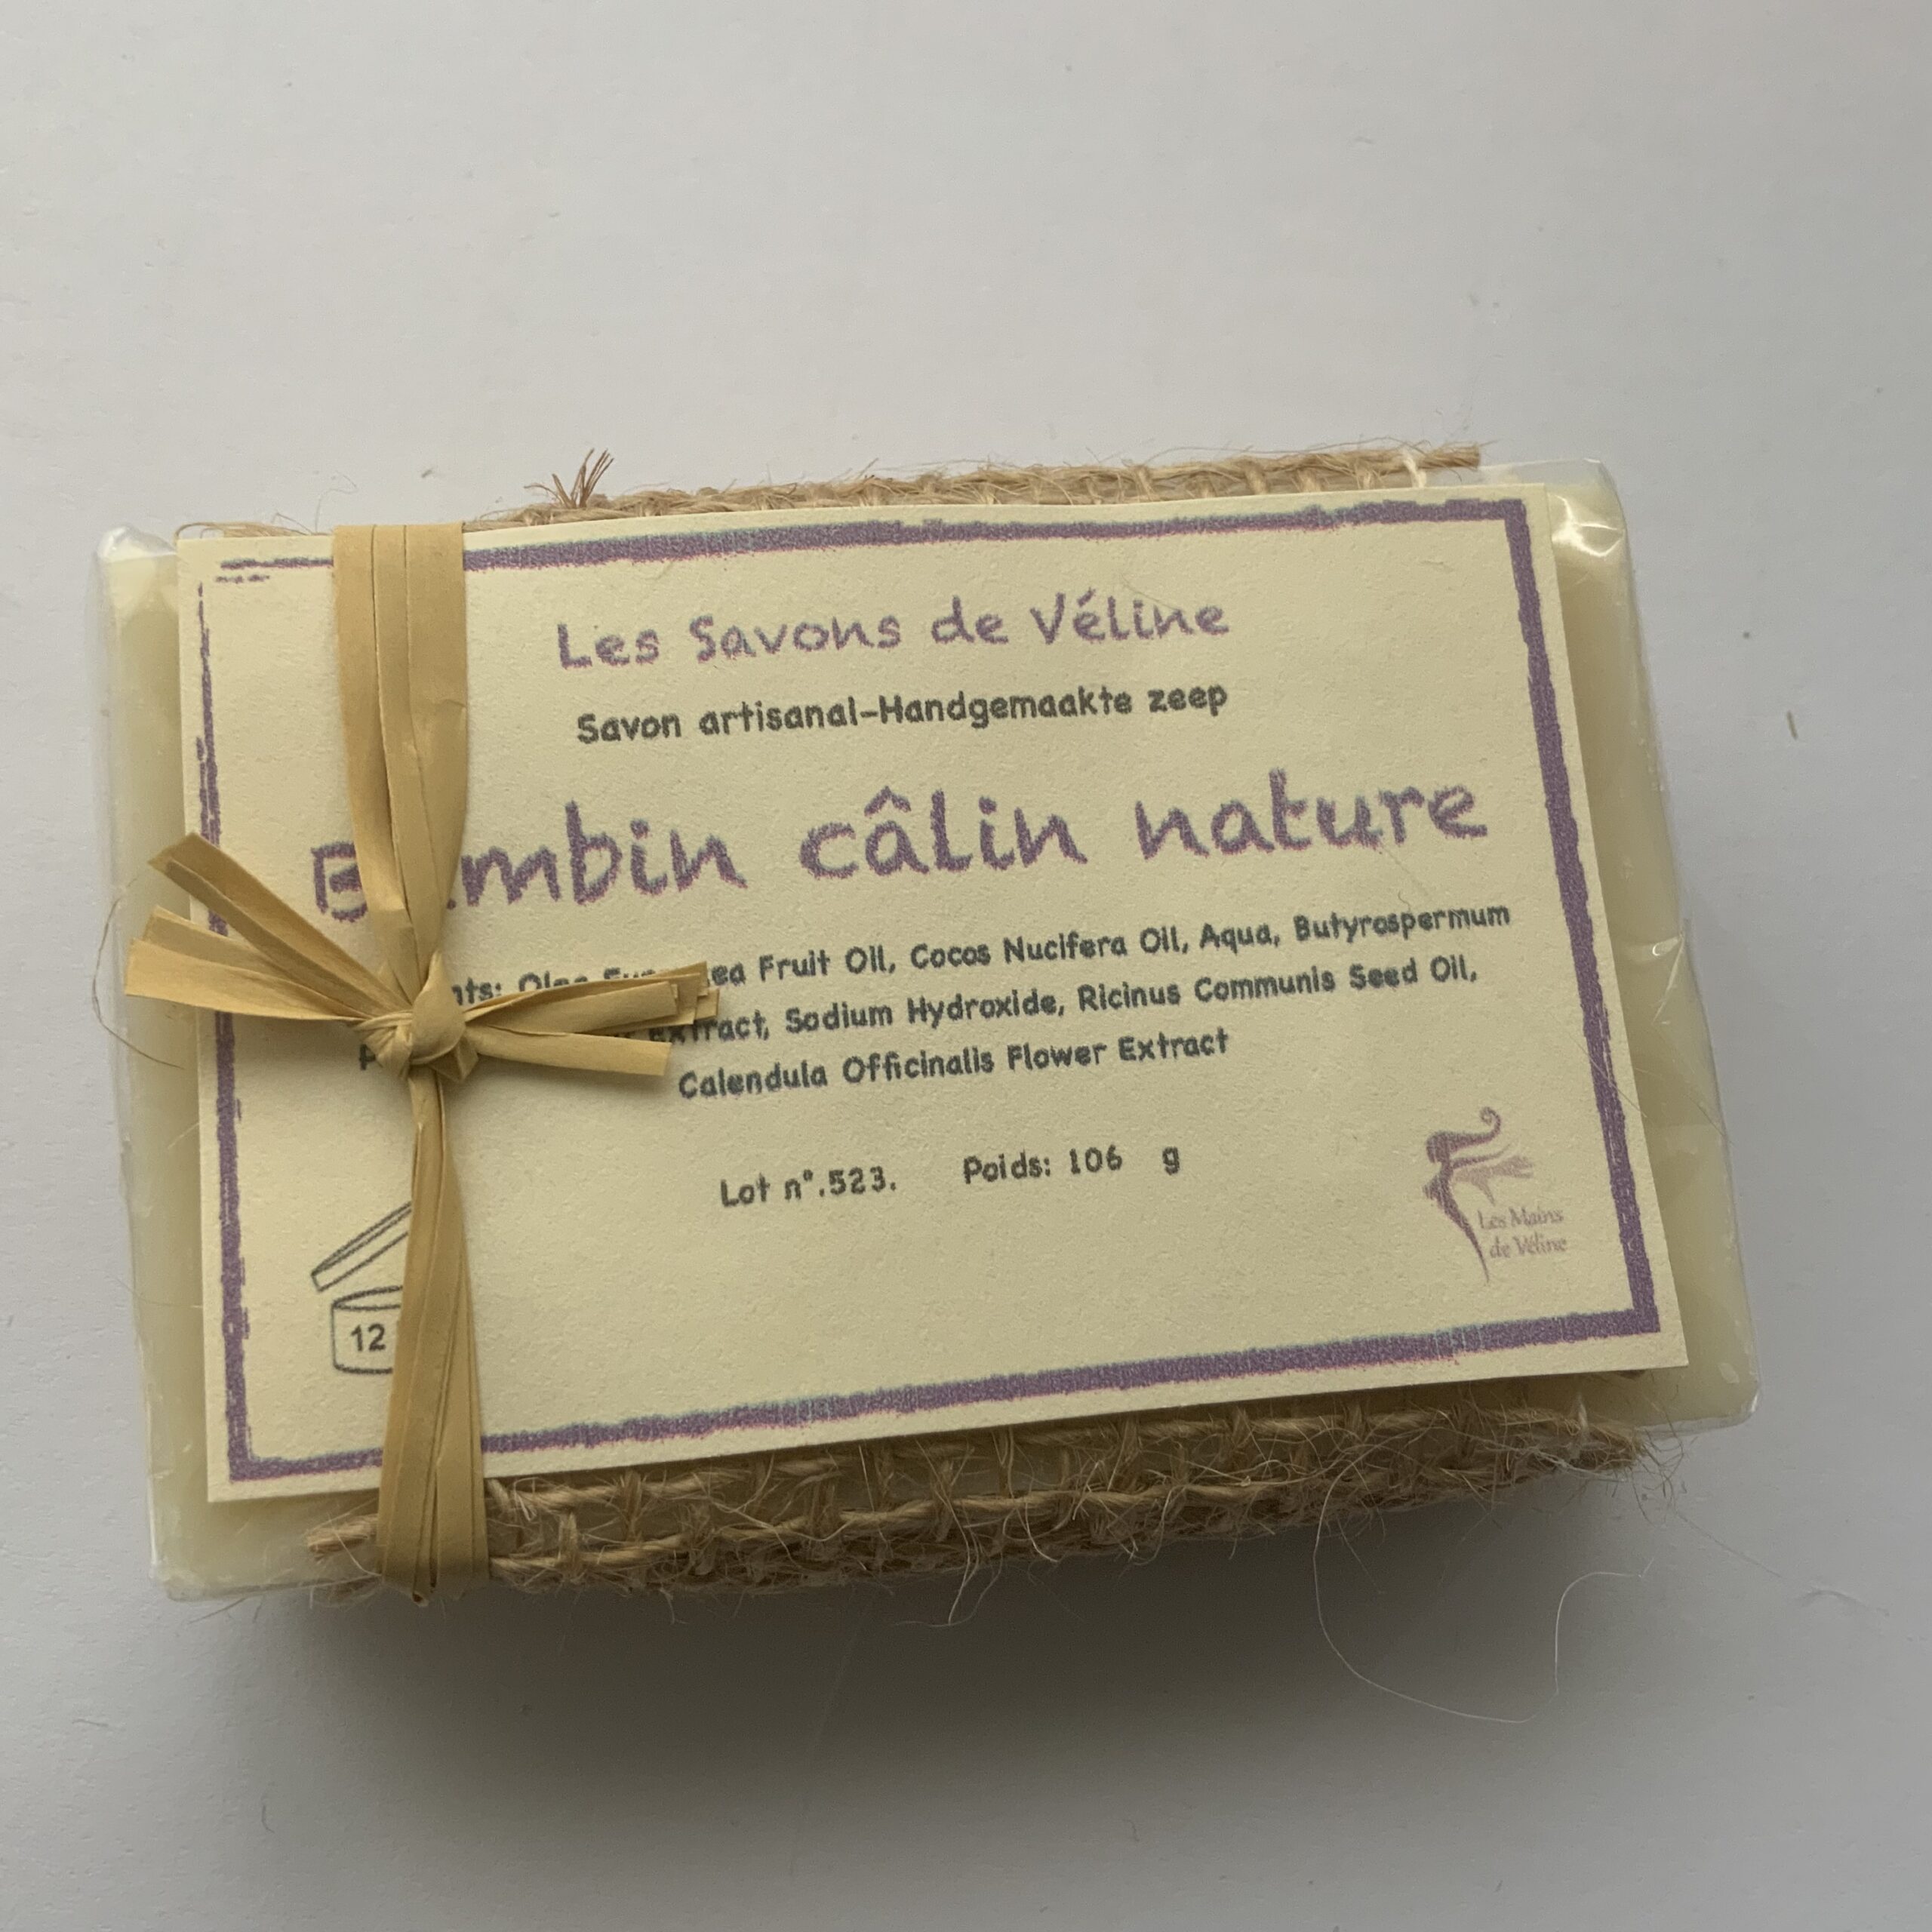 Les Savons de Véline
Savon artisanal-Handgemaakte zeep
câlin nature
Fruit Oil, Cocos Nucifera Oil, Aqua, Butyrospermum
Extract, Sodium Hydroxide, Ricinus Communis Seed Oil,
Calendula Officinalis Flower Extract
Lot n°.523. Poids: 106 g
Les Mains
de Véline
12